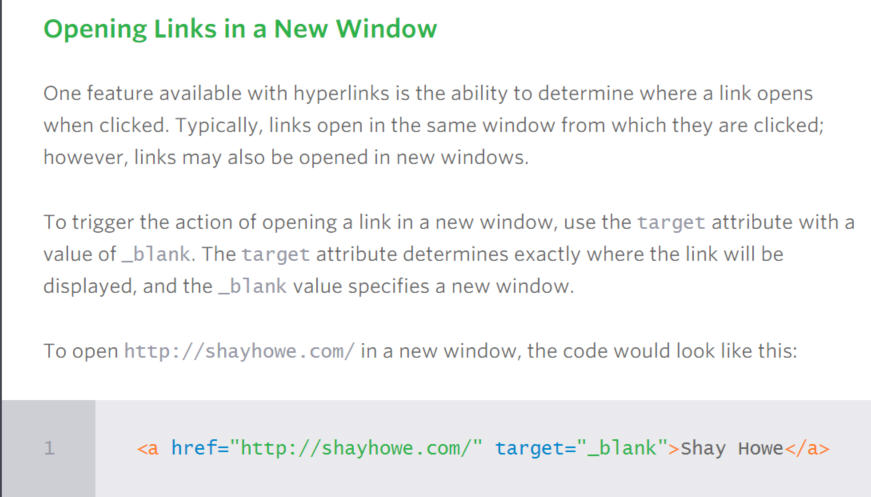 Opening Links in a New Window
One feature available with hyperlinks is the ability to determine where a link opens
when clicked. Typically, links open in the same window from which they are clicked;
however, links may also be opened in new windows.
To trigger the action of opening a link in a new window, use the target attribute with a
value of _blank. The target attribute determines exactly where the link will be
displayed, and the _blank value specifies a new window.
To open http://shayhowe.com/ in a new window, the code would look like this:
1 <a href="http://shayhowe.com/" target="_blank">Shay Howe</a>